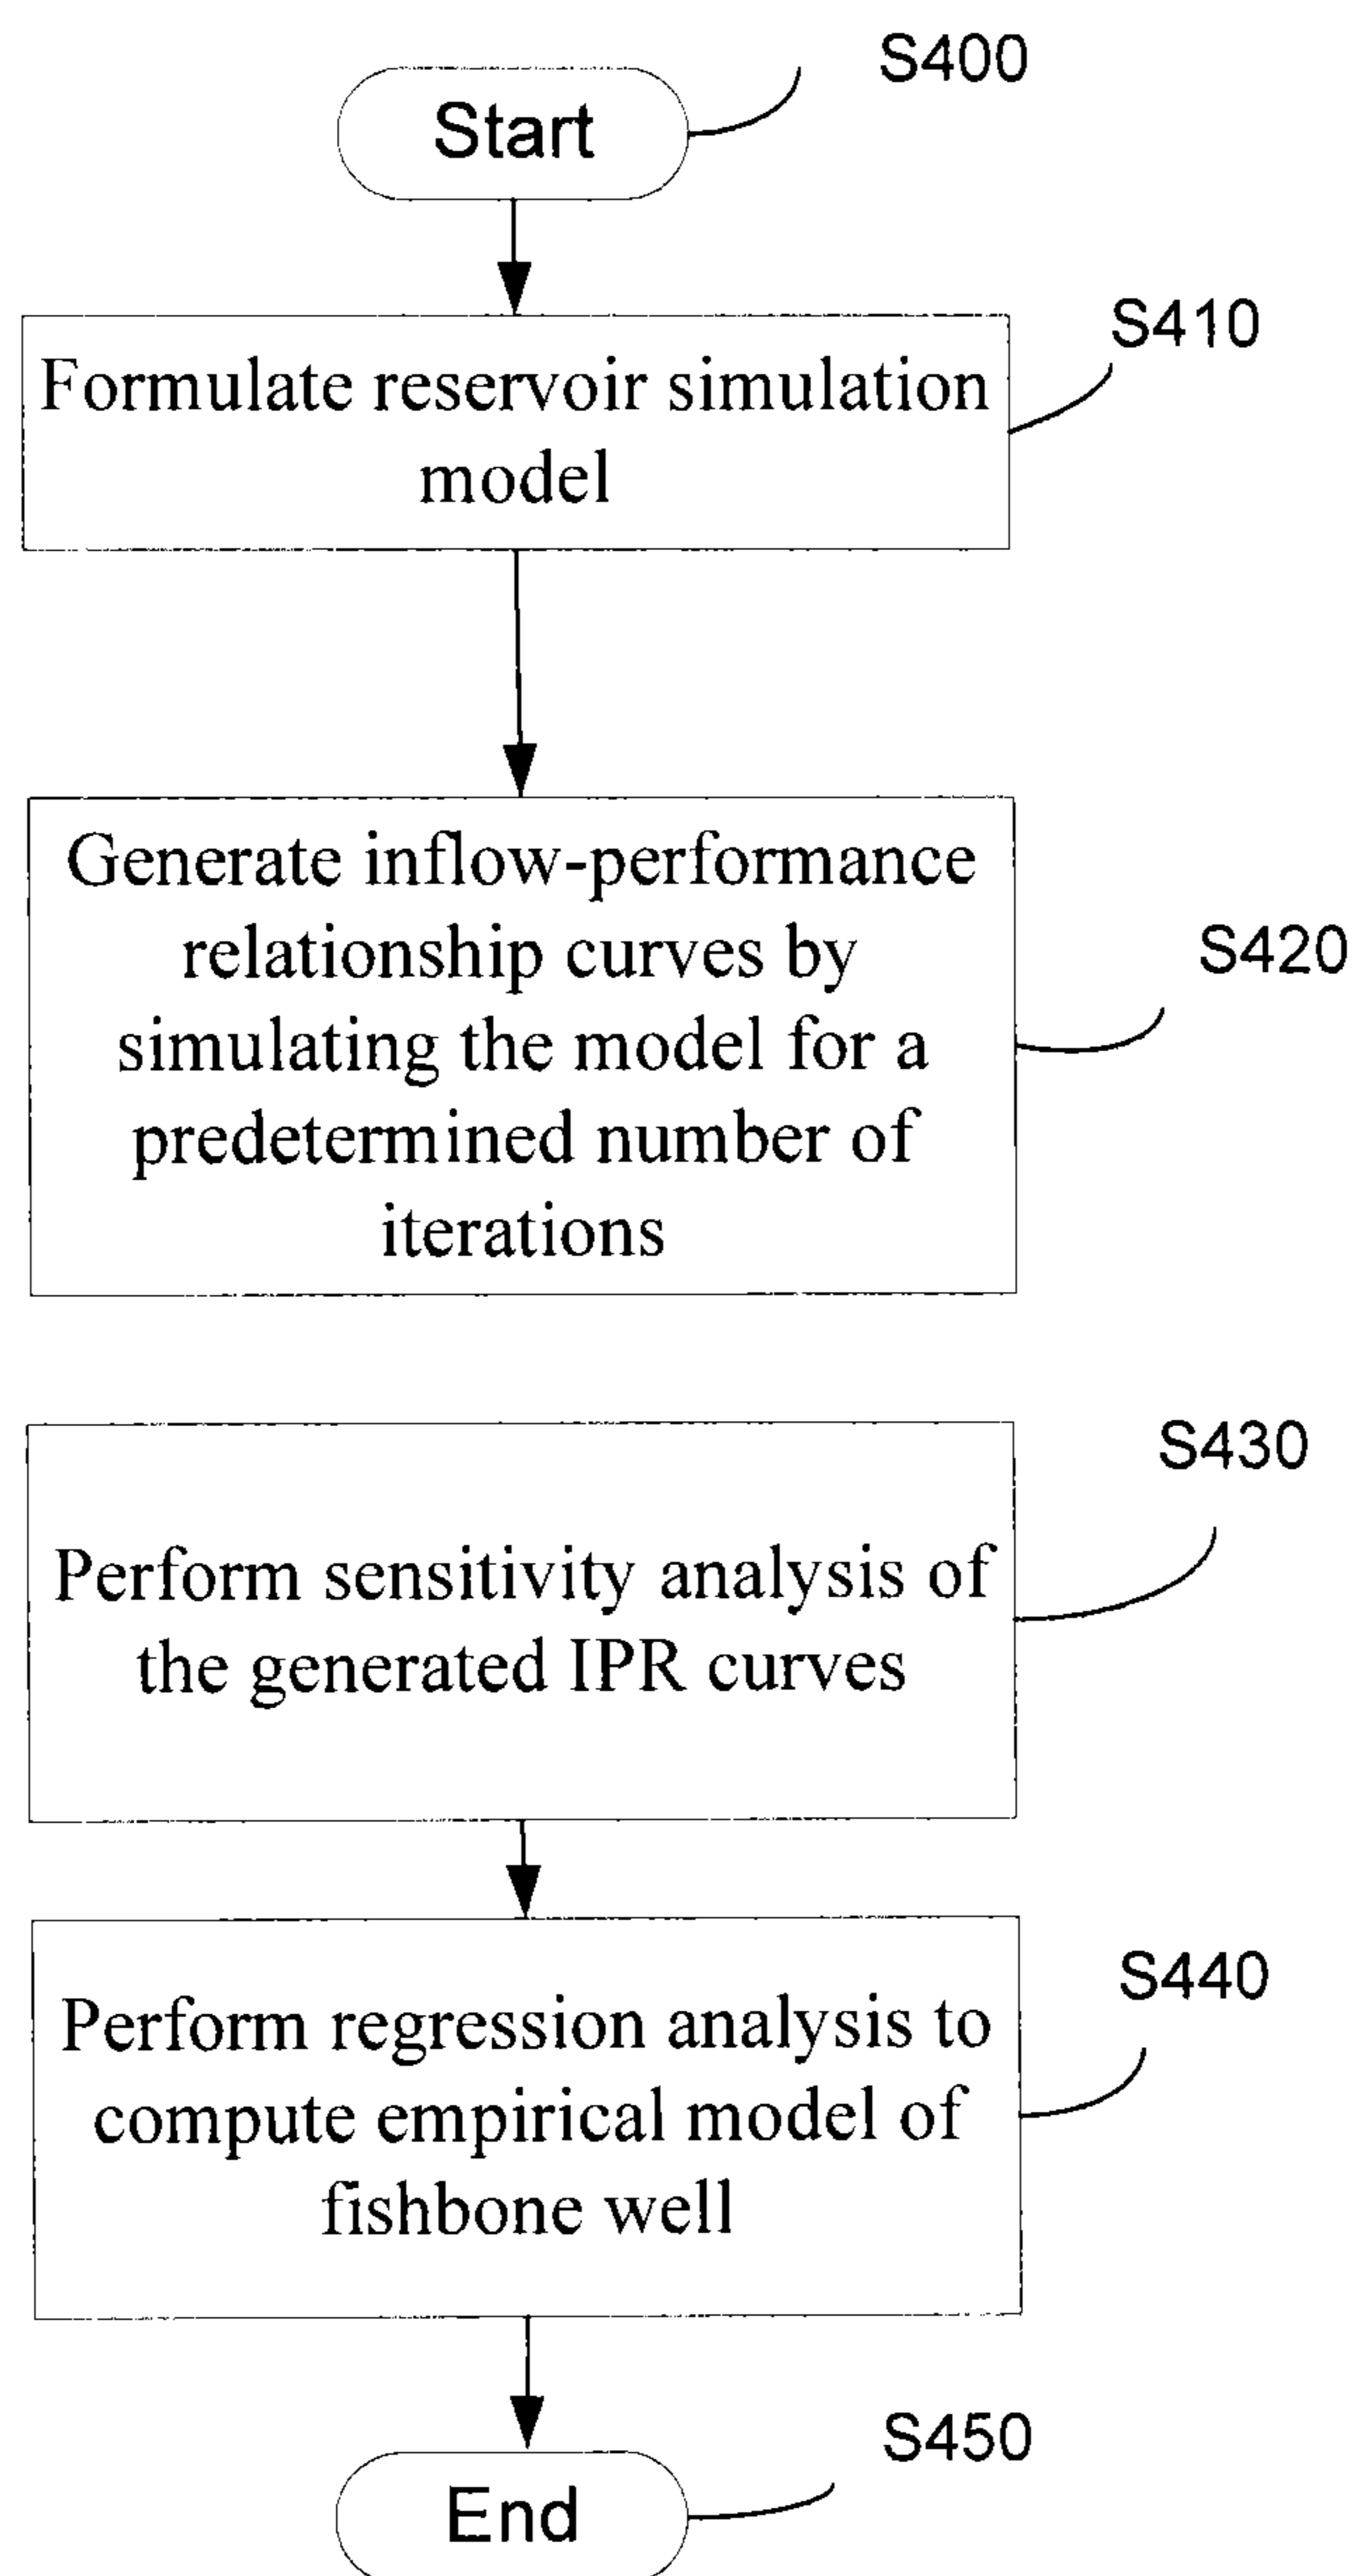 S400
Start
S410
Formulate reservoir simulation
model
Generate inflow-performance
relationship curves by
simulating the model for a
predetermined number of
iterations
S420
S430
Perform sensitivity analysis of
the generated IPR curves
S440
Perform regression analysis to
compute empirical model of
fishbone well
S450
End